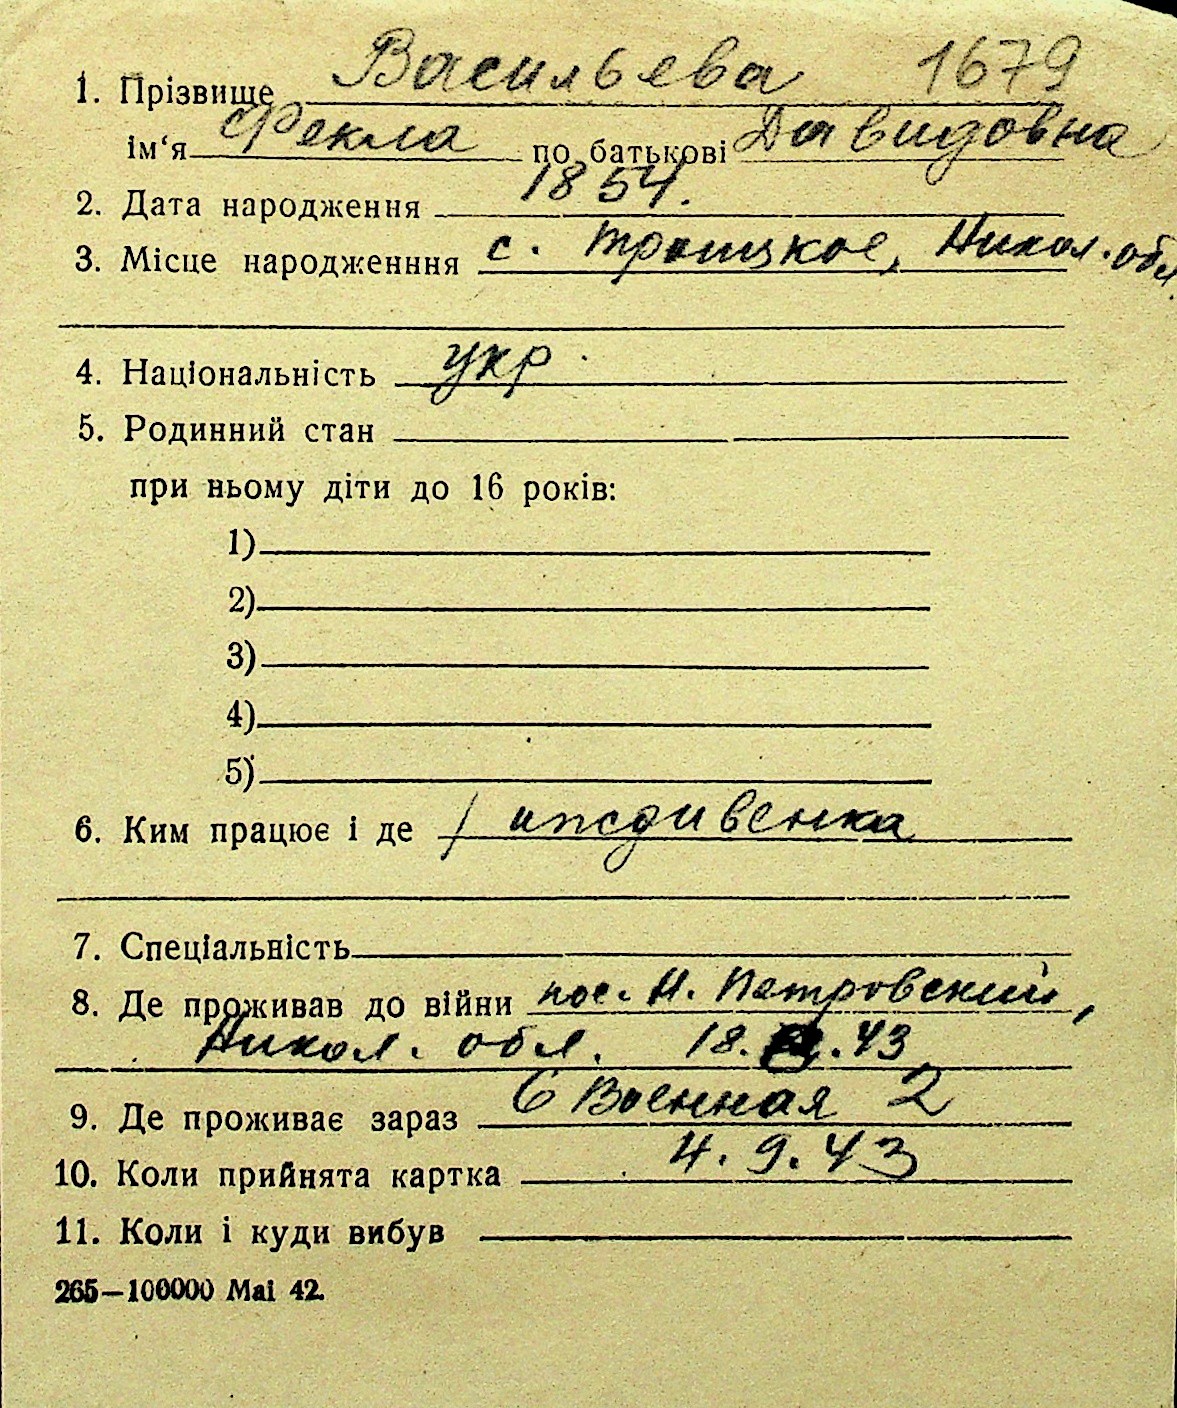 1. Прізвище Васильева 1679
ім‘я Фекла по батькові Давидовна
2. Дата народження 1854.
3. Місце народженння с. Троицкое, Никол. обл.
4. Національність укр.
5. Родинний стан
при ньому діти до 16 років:
1)
2)
3)
4)
5)
6. Ким працює і де иждивенка
7. Спеціальність
8. Де проживав до війни пос. Н. Петровский,
Никол. обл. 18. .43
9. Де проживає зараз 6 Военная 2
10. Коли прийнята картка 4.9.43
11. Коли і куди вибув
265—100000 Mai 42.